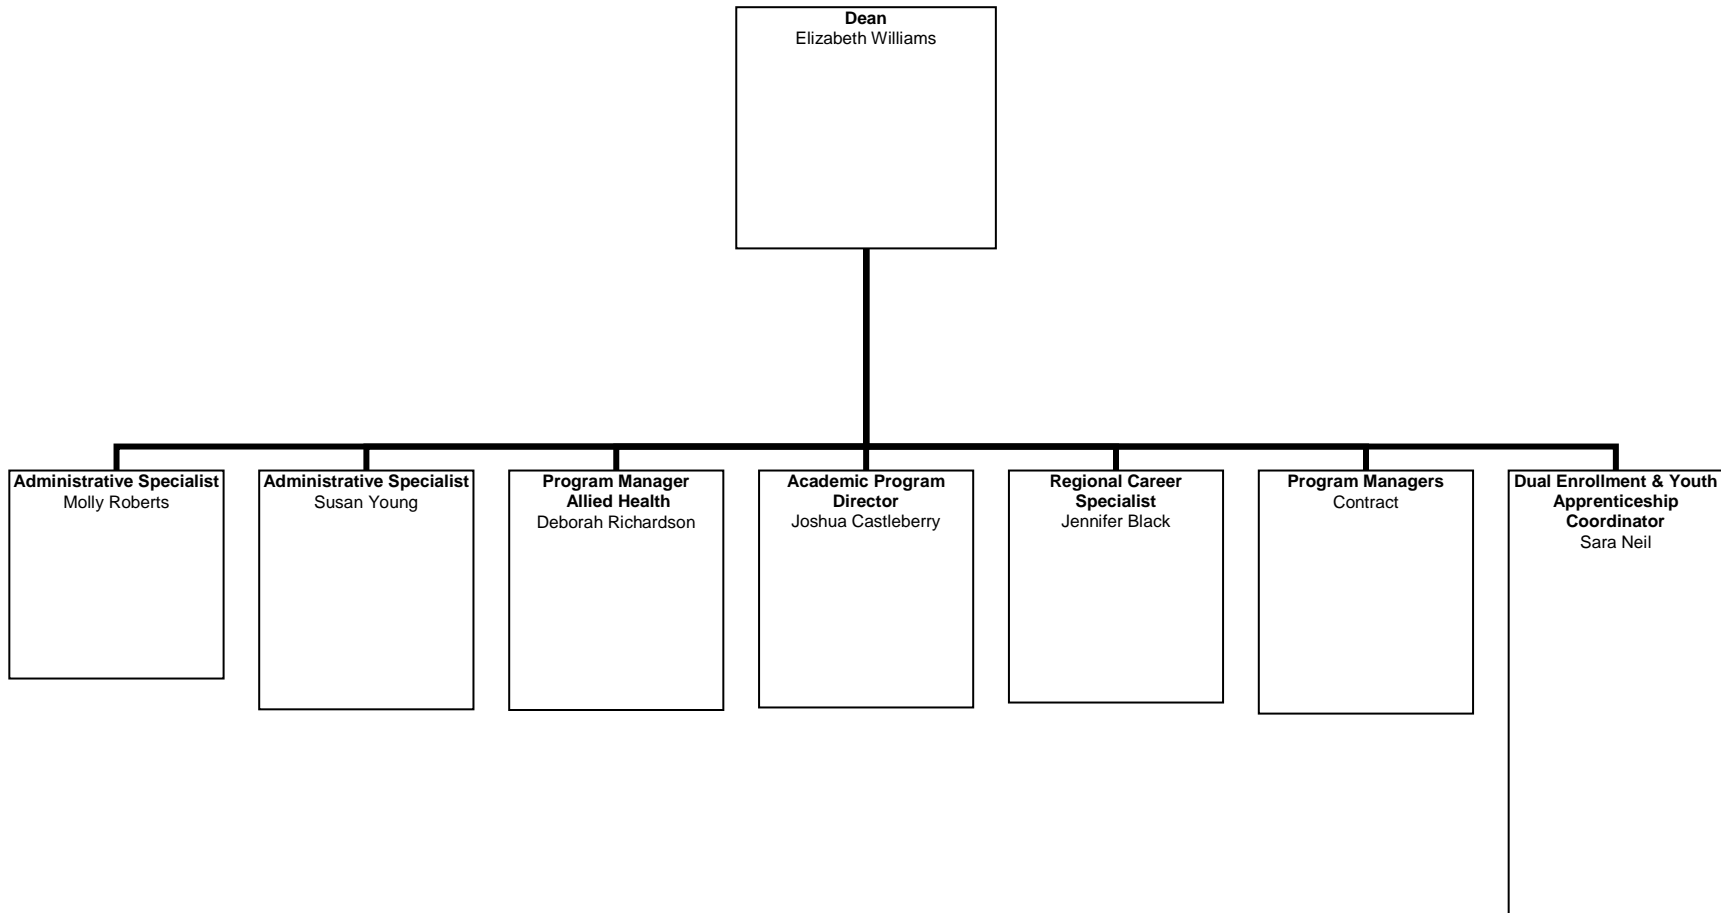 Dean
Elizabeth Williams
Administrative Specialist
Molly Roberts
Administrative Specialist
Susan Young
Program Manager
Allied Health
Deborah Richardson
Academic Program
Director
Joshua Castleberry
Regional Career
Specialist
Jennifer Black
Program Managers
Contract
Dual Enrollment & Youth
Apprenticeship
Coordinator
Sara Neil